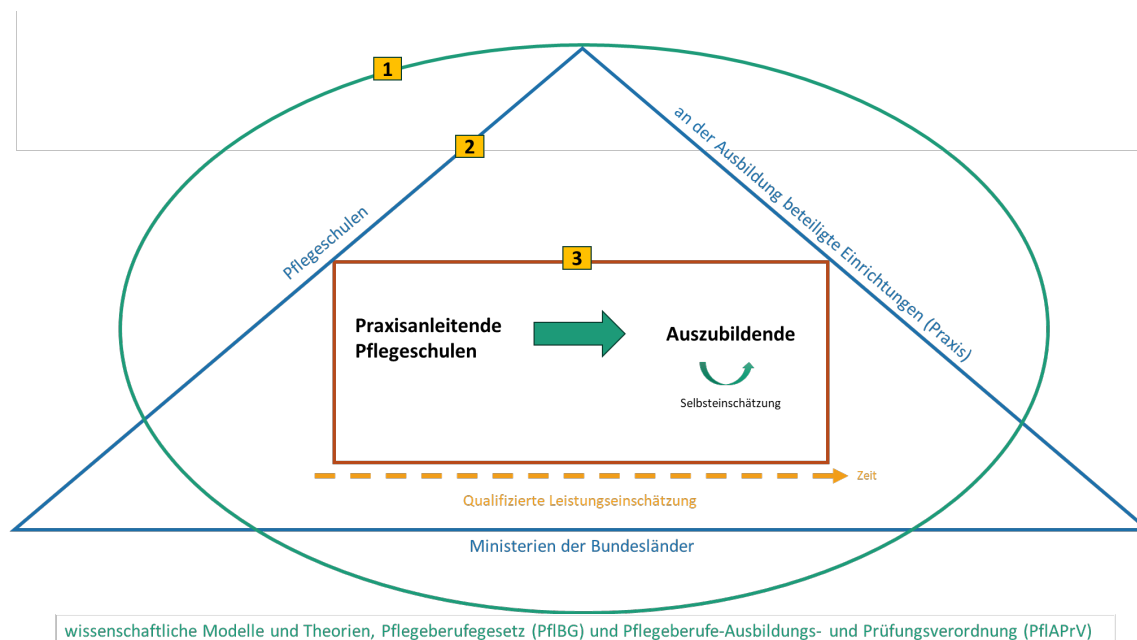 1
2
Pflegeschulen
an der Ausbildung beteiligte Einrichtungen (Praxis)
3
Praxisanleitende
Pflegeschulen
Auszubildende
Selbsteinschätzung
Zeit
Qualifizierte Leistungseinschätzung
Ministerien der Bundesländer
wissenschaftliche Modelle und Theorien, Pflegeberufegesetz (PflBG) und Pflegeberufe-Ausbildungs- und Prüfungsverordnung (PflAPrV)